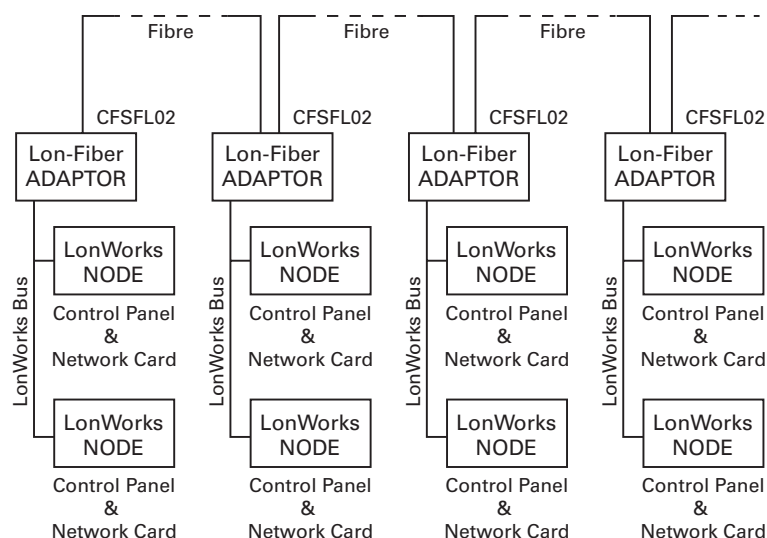 Fibre
Fibre
Fibre
CFSFL02
CFSFL02
CFSFL02
CFSFL02
Lon-Fiber
ADAPTOR
Lon-Fiber
ADAPTOR
Lon-Fiber
ADAPTOR
Lon-Fiber
ADAPTOR
LonWorks Bus
LonWorks
NODE
Control Panel
&
Network Card
LonWorks
NODE
Control Panel
&
Network Card
LonWorks Bus
LonWorks
NODE
Control Panel
&
Network Card
LonWorks
NODE
Control Panel
&
Network Card
LonWorks Bus
LonWorks
NODE
Control Panel
&
Network Card
LonWorks
NODE
Control Panel
&
Network Card
LonWorks Bus
LonWorks
NODE
Control Panel
&
Network Card
LonWorks
NODE
Control Panel
&
Network Card